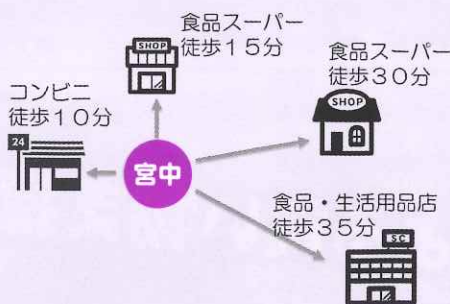 食品スーパー
徒歩１５分
SHOP
食品スーパー
徒歩３０分
SHOP
コンビニ
徒歩１０分
24
宮中
食品・生活用品店
徒歩３５分
SC